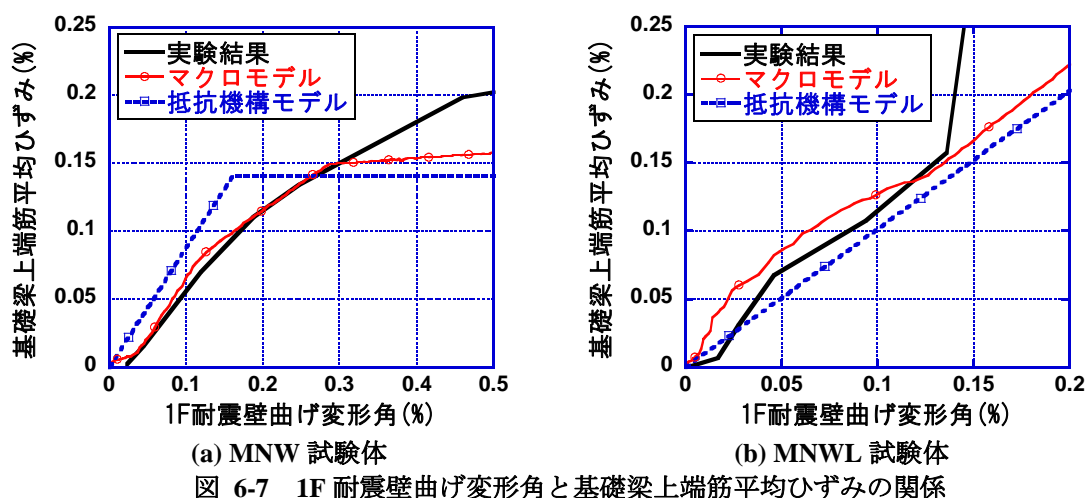 基礎梁上端筋平均ひずみ(%)
0.25
0.2
0.15
0.1
0.05
0
実験結果
マクロモデル
抵抗機構モデル
0 0.1 0.2 0.3 0.4 0.5
1F耐震壁曲げ変形角(%)
(a) MNW 試験体
基礎梁上端筋平均ひずみ(%)
0.25
0.2
0.15
0.1
0.05
0
実験結果
マクロモデル
抵抗機構モデル
0 0.05 0.1 0.15 0.2
1F耐震壁曲げ変形角(%)
(b) MNWL 試験体
図 6-7 1F 耐震壁曲げ変形角と基礎梁上端筋平均ひずみの関係